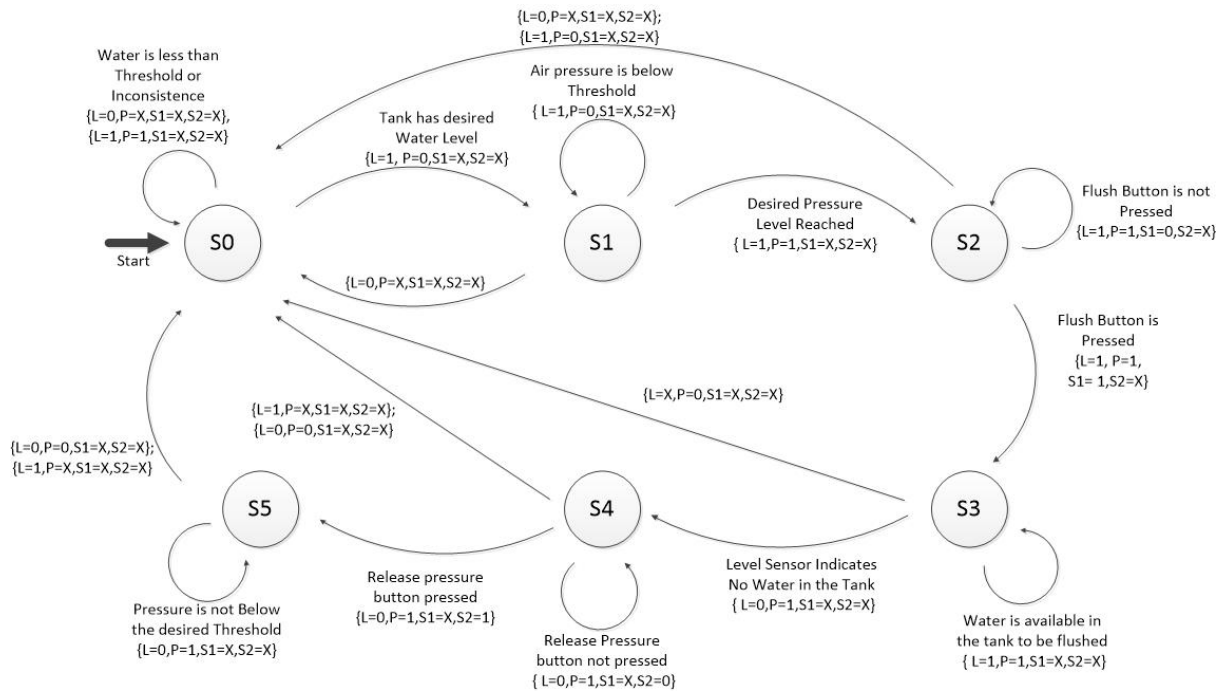 {L=0,P=X,S1=X,S2=X};
{L=1,P=0,S1=X,S2=X}
Water is less than
Threshold or
Inconsistence
{L=0,P=X,S1=X,S2=X},
{L=1,P=1,S1=X,S2=X}
Tank has desired
Water Level
{L=1, P=0,S1=X,S2=X}
Air pressure is below
Threshold
{ L=1,P=0,S1=X,S2=X}
Desired Pressure
Level Reached
{ L=1,P=1,S1=X,S2=X}
Flush Button is not
Pressed
{L=1,P=1,S1=0,S2=X}
Start
S0
S1
S2
{L=0,P=X,S1=X,S2=X}
Flush Button is
Pressed
{L=1, P=1,
S1= 1,S2=X}
{L=X,P=0,S1=X,S2=X}
{L=1,P=X,S1=X,S2=X};
{L=0,P=0,S1=X,S2=X}
{L=0,P=0,S1=X,S2=X};
{L=1,P=X,S1=X,S2=X}
S5
S4
S3
Pressure is not Below
the desired Threshold
{L=0,P=1,S1=X,S2=X}
Release pressure
button pressed
{L=0,P=1,S1=X,S2=1}
Release Pressure
button not pressed
{ L=0,P=1,S1=X,S2=0}
Level Sensor Indicates
No Water in the Tank
{ L=0,P=1,S1=X,S2=X}
Water is available in
the tank to be flushed
{ L=1,P=1,S1=X,S2=X}